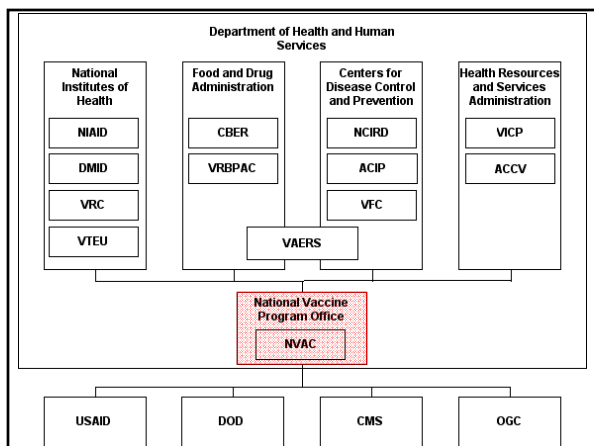 Department of Health and Human
Services
National
Institutes of
Health
NIAID
DMID
VRC
VTEU
Food and Drug
Administration
CBER
VRBPAC
Centers for
Disease Control
and Prevention
NCIRD
ACIP
VFC
Health Resources
and Services
Administration
VICP
ACCV
VAERS
National Vaccine
Program Office
NVAC
USAID
DOD
CMS
OGC